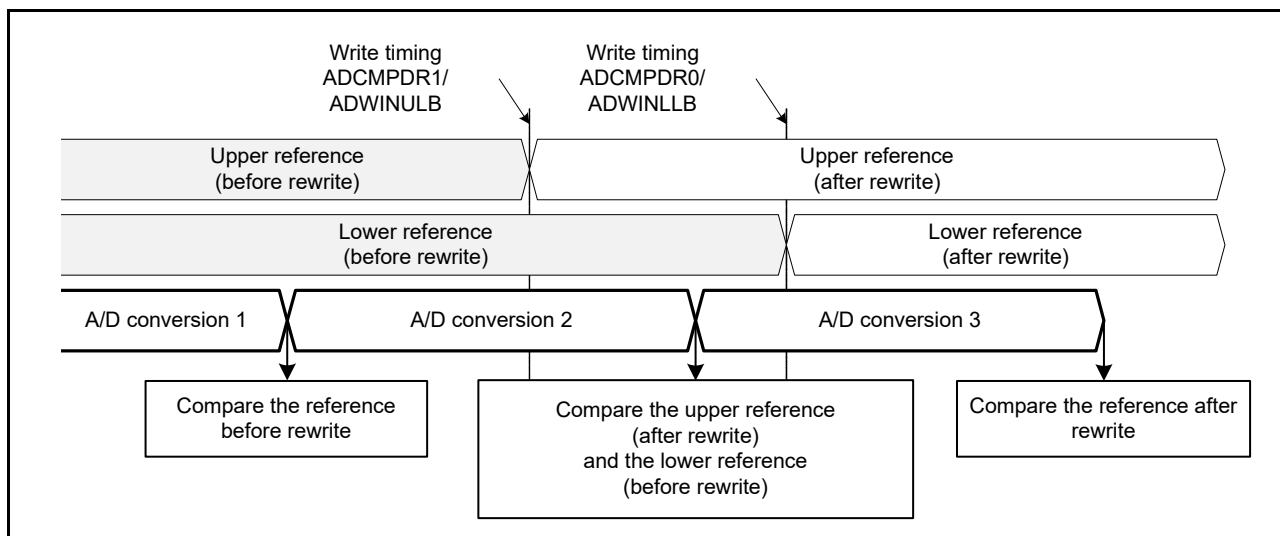 Write timing
ADCMPDR1/
ADWINULB
Write timing
ADCMPDR0/
ADWINLLB
Upper reference
(before rewrite)
Upper reference
(after rewrite)
Lower reference
(before rewrite)
Lower reference
(after rewrite)
A/D conversion 1
A/D conversion 2
A/D conversion 3
Compare the reference
before rewrite
Compare the upper reference
(after rewrite)
and the lower reference
(before rewrite)
Compare the reference after
rewrite